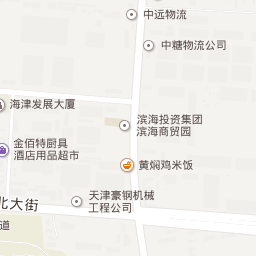 中远物流
中糖物流公司
海津发展大厦
滨海投资集团
滨海商贸园
金佰特厨具
酒店用品超市
黄焖鸡米饭
天津豪钢机械
工程公司
北大街
道